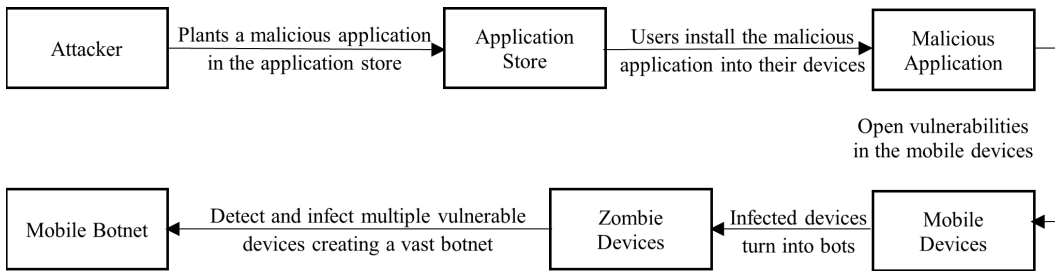 Attacker
Plants a malicious application
in the application store
Application
Store
Users install the malicious
application into their devices
Malicious
Application
Open vulnerabilities
in the mobile devices
Mobile
Devices
Infected devices
turn into bots
Zombie
Devices
Detect and infect multiple vulnerable
devices creating a vast botnet
Mobile Botnet